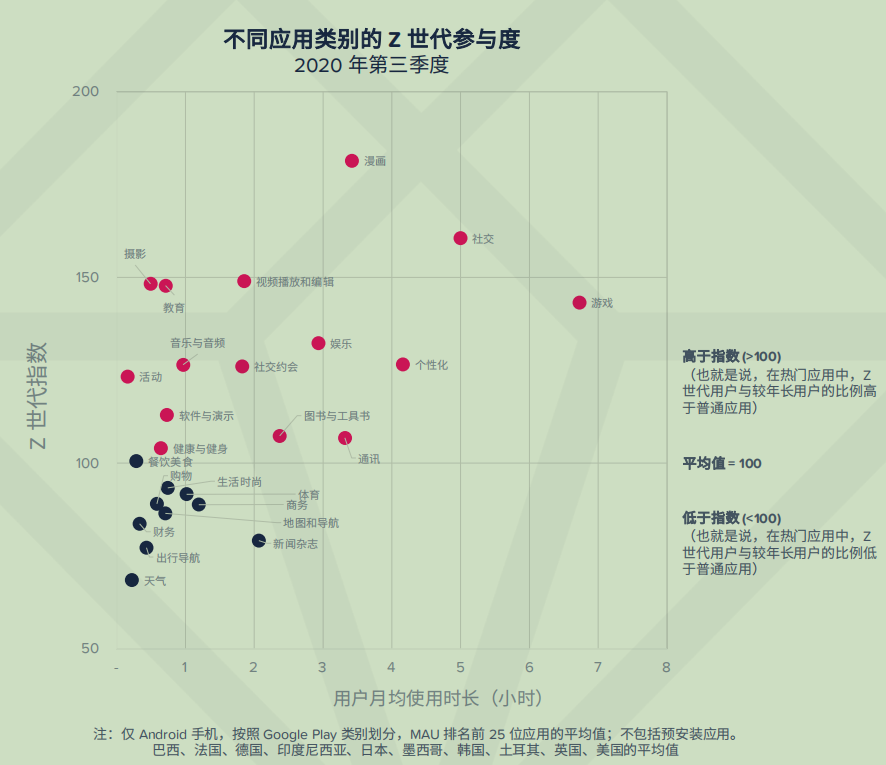 不同应用类别的 Z 世代参与度
2020 年第三季度
200
漫画
社交
摄影
150
视频播放和编辑
游戏
教育
音乐与音频
娱乐
个性化
社交约会
活动
高于指数 (>100)
（也就是说，在热门应用中，Z
世代用户与较年长用户的比例高
于普通应用）
Z 世代指数
软件与演示
图书与工具书
健康与健身
通讯
100
餐饮美食
平均值 = 100
购物
生活时尚
体育
商务
地图和导航
财务
新闻杂志
出行导航
天气
低于指数 (<100)
（也就是说，在热门应用中，Z
世代用户与较年长用户的比例低
于普通应用）
50
- 1 2 3 4 5 6 7 8
用户月均使用时长（小时）
注：仅 Android 手机，按照 Google Play 类别划分，MAU 排名前 25 位应用的平均值；不包括预安装应用。
巴西、法国、德国、印度尼西亚、日本、墨西哥、韩国、土耳其、英国、美国的平均值